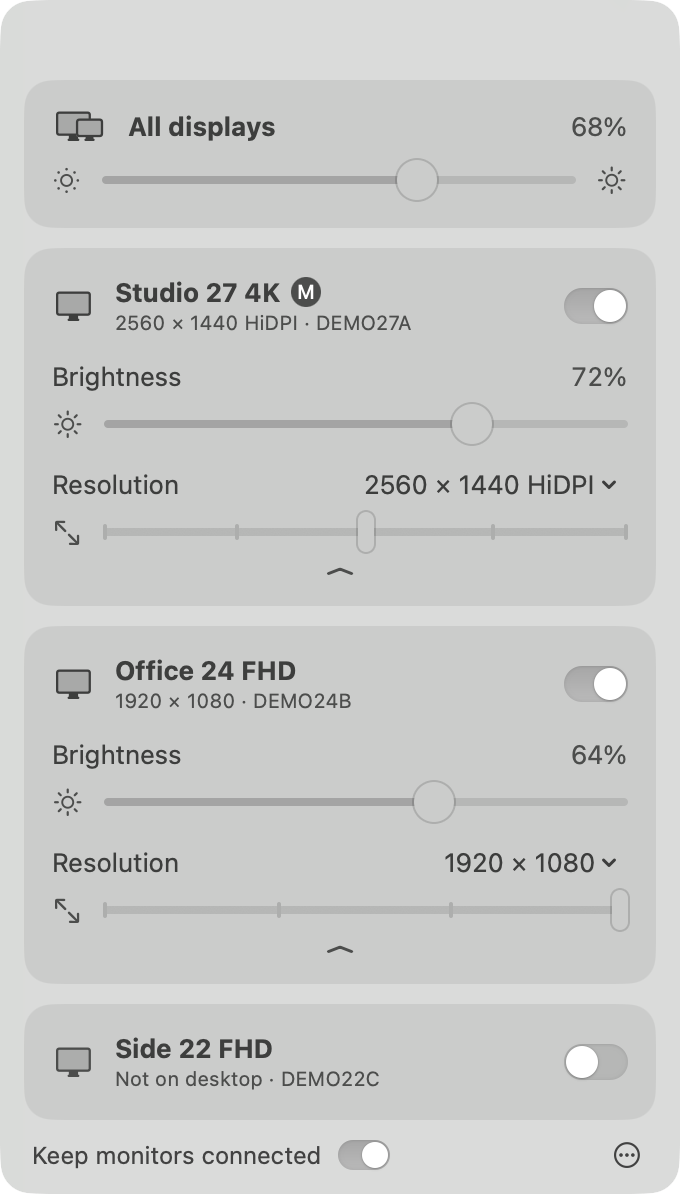 All displays
68%
Studio 27 4K M
2560 × 1440 HiDPI · DEMO27A
Brightness
72%
Resolution
2560 × 1440 HiDPI
Office 24 FHD
1920 × 1080 · DEMO24B
Brightness
64%
Resolution
1920 × 1080
Side 22 FHD
Not on desktop · DEMO22C
Keep monitors connected